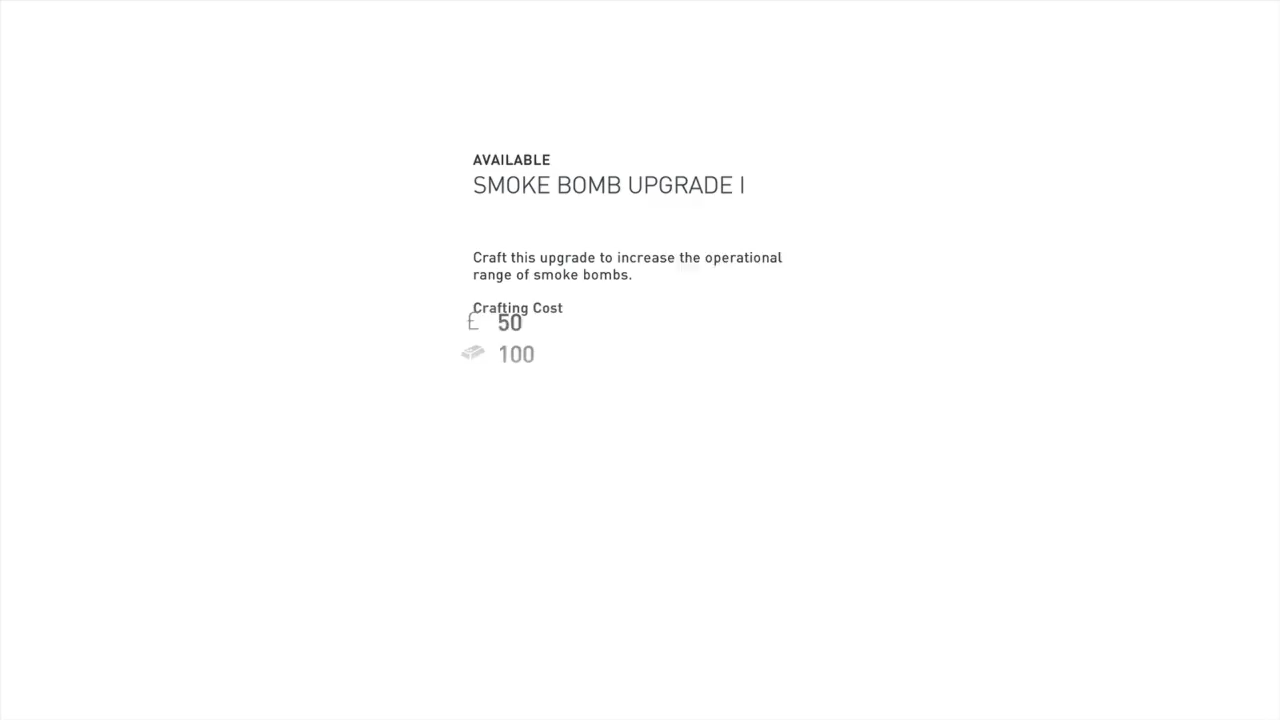 AVAILABLE
SMOKE BOMB UPGRADE I
Craft this upgrade to increase the operational
range of smoke bombs.
Crafting Cost
£ 50
100